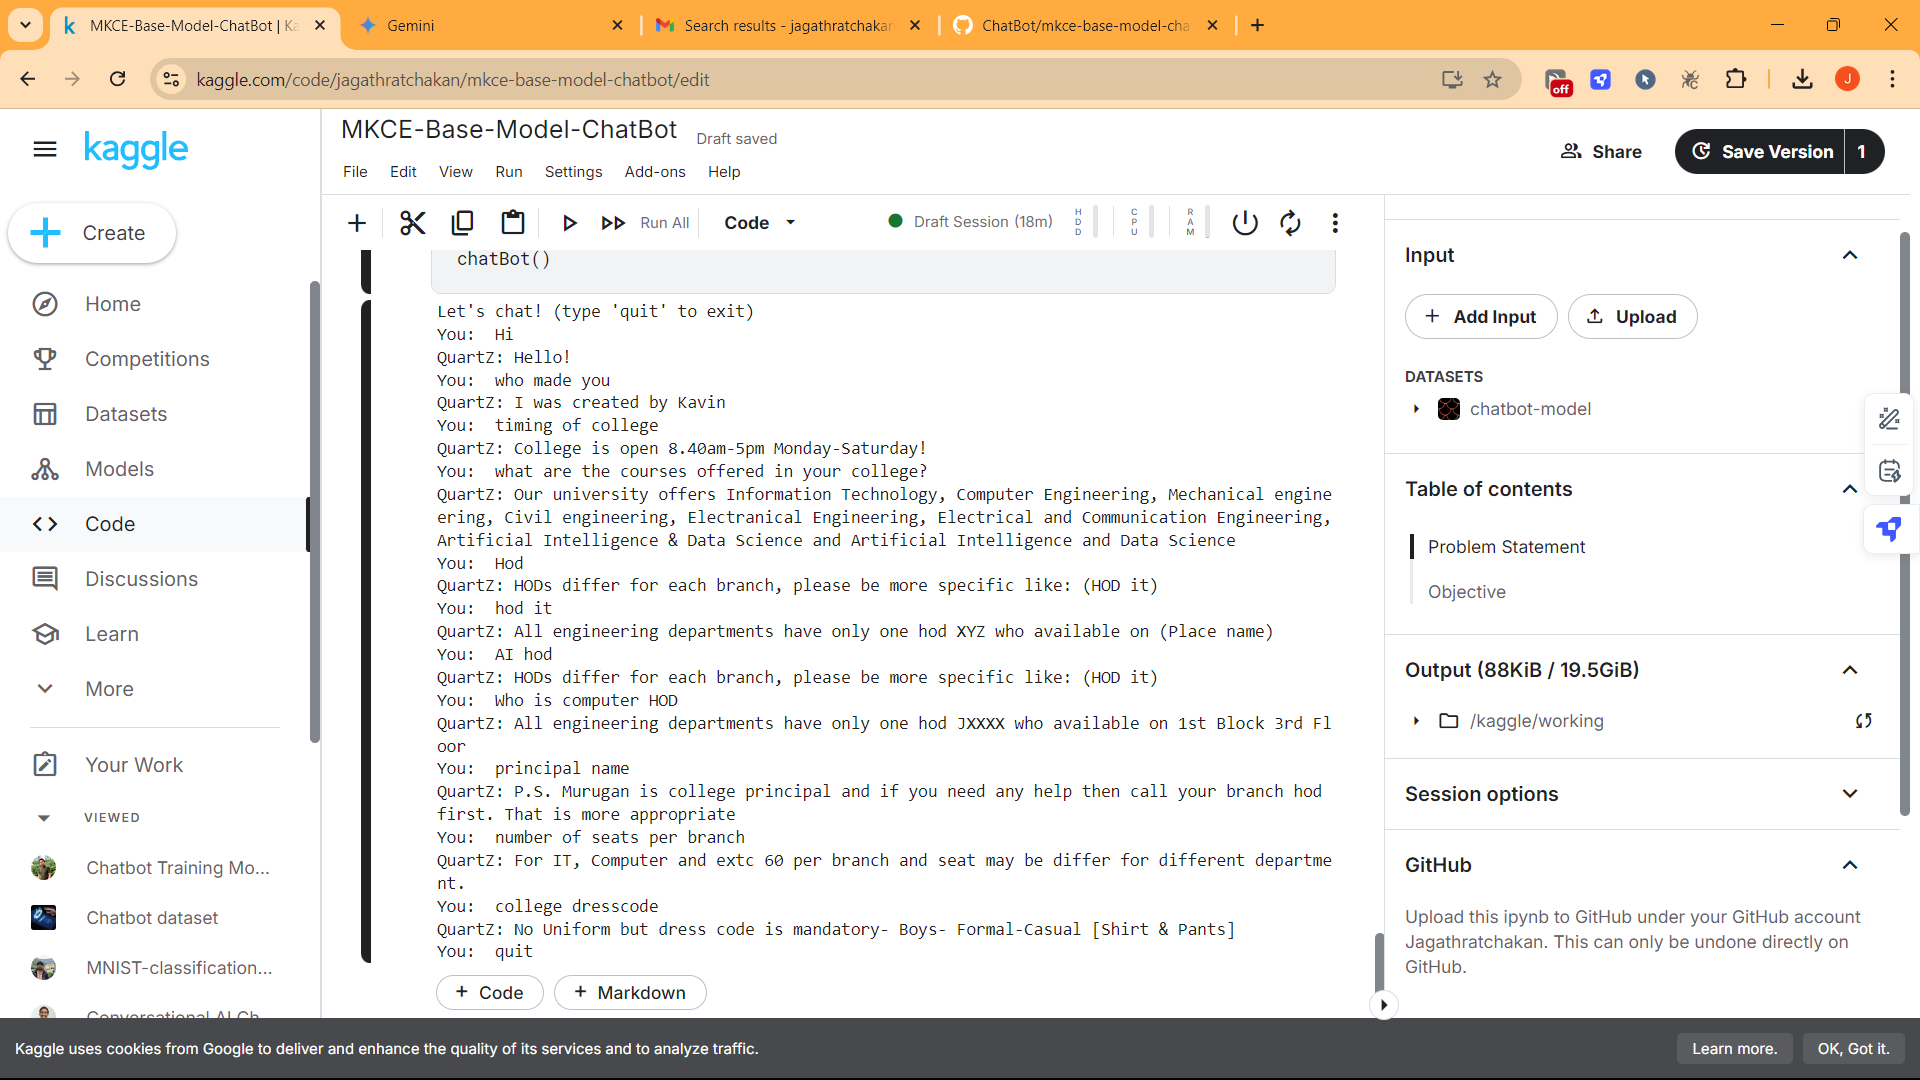 MKCE-Base-Model-ChatBot | Ka
Gemini
Search results - jagathratchakan
ChatBot/mkce-base-model-cha
kaggle.com/code/jagathratchakan/mkce-base-model-chatbot/edit
off
J
kaggle
Create
Home
Competitions
Datasets
Models
Code
Discussions
Learn
More
Your Work
VIEWED
Chatbot Training Mo...
Chatbot dataset
MNIST-classification...
Conversational AI Ch
MKCE-Base-Model-ChatBot
Draft saved
File Edit View Run Settings Add-ons Help
Share
Save Version 1
Run All
Code
Draft Session (18m)
HDD
CPU
RAM
chatBot()
Let's chat! (type 'quit' to exit)
You:  Hi
QuartZ: Hello!
You:  who made you
QuartZ: I was created by Kavin
You:  timing of college
QuartZ: College is open 8.40am-5pm Monday-Saturday!
You:  what are the courses offered in your college?
QuartZ: Our university offers Information Technology, Computer Engineering, Mechanical engine
ering, Civil engineering, Electranical Engineering, Electrical and Communication Engineering,
Artificial Intelligence & Data Science and Artificial Intelligence and Data Science
You:  Hod
QuartZ: HODs differ for each branch, please be more specific like: (HOD it)
You:  hod it
QuartZ: All engineering departments have only one hod XYZ who available on (Place name)
You:  AI hod
QuartZ: HODs differ for each branch, please be more specific like: (HOD it)
You:  Who is computer HOD
QuartZ: All engineering departments have only one hod JXXXX who available on 1st Block 3rd Fl
oor
You:  principal name
QuartZ: P.S. Murugan is college principal and if you need any help then call your branch hod
first. That is more appropriate
You:  number of seats per branch
QuartZ: For IT, Computer and extc 60 per branch and seat may be differ for different departme
nt.
You:  college dresscode
QuartZ: No Uniform but dress code is mandatory- Boys- Formal-Casual [Shirt & Pants]
You:  quit
+ Code
+ Markdown
Input
+ Add Input
Upload
DATASETS
chatbot-model
Table of contents
Problem Statement
Objective
Output (88KiB / 19.5GiB)
/kaggle/working
Session options
GitHub
Upload this ipynb to GitHub under your GitHub account
Jagathratchakan. This can only be undone directly on
GitHub.
Kaggle uses cookies from Google to deliver and enhance the quality of its services and to analyze traffic.
Learn more.
OK, Got it.